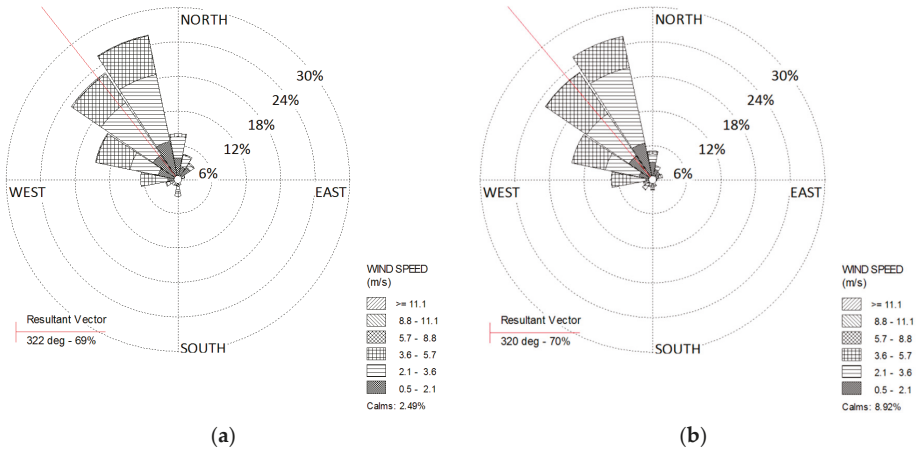 NORTH
30%
24%
18%
12%
6%
WEST
EAST
WIND SPEED
(m/s)
>= 11.1
8.8 - 11.1
5.7 - 8.8
3.6 - 5.7
2.1 - 3.6
0.5 - 2.1
Calms: 2.49%
Resultant Vector
322 deg - 69%
SOUTH
(a)
NORTH
30%
24%
18%
12%
6%
WEST
EAST
WIND SPEED
(m/s)
>= 11.1
8.8 - 11.1
5.7 - 8.8
3.6 - 5.7
2.1 - 3.6
0.5 - 2.1
Calms: 8.92%
Resultant Vector
320 deg - 70%
SOUTH
(b)